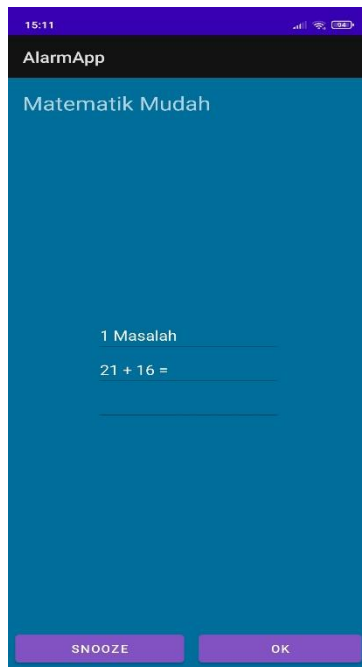 15:11
94
AlarmApp
Matematik Mudah
1 Masalah
21 + 16 =
SNOOZE
OK